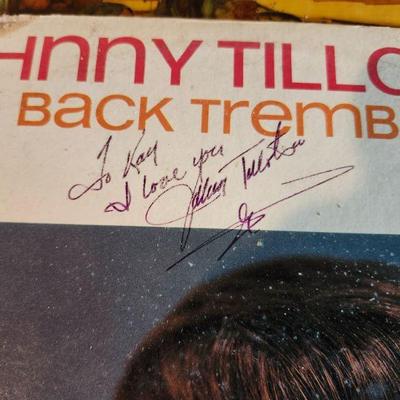 HNNY TILLO
BACK TremB
To Kay
I love you
Johnny Tillotson